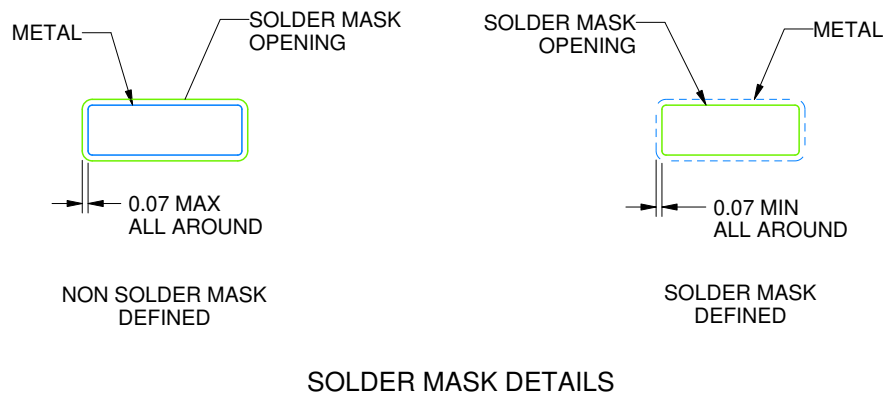 METAL
SOLDER MASK
OPENING
0.07 MAX
ALL AROUND
NON SOLDER MASK
DEFINED
SOLDER MASK
OPENING
METAL
0.07 MIN
ALL AROUND
SOLDER MASK
DEFINED
SOLDER MASK DETAILS